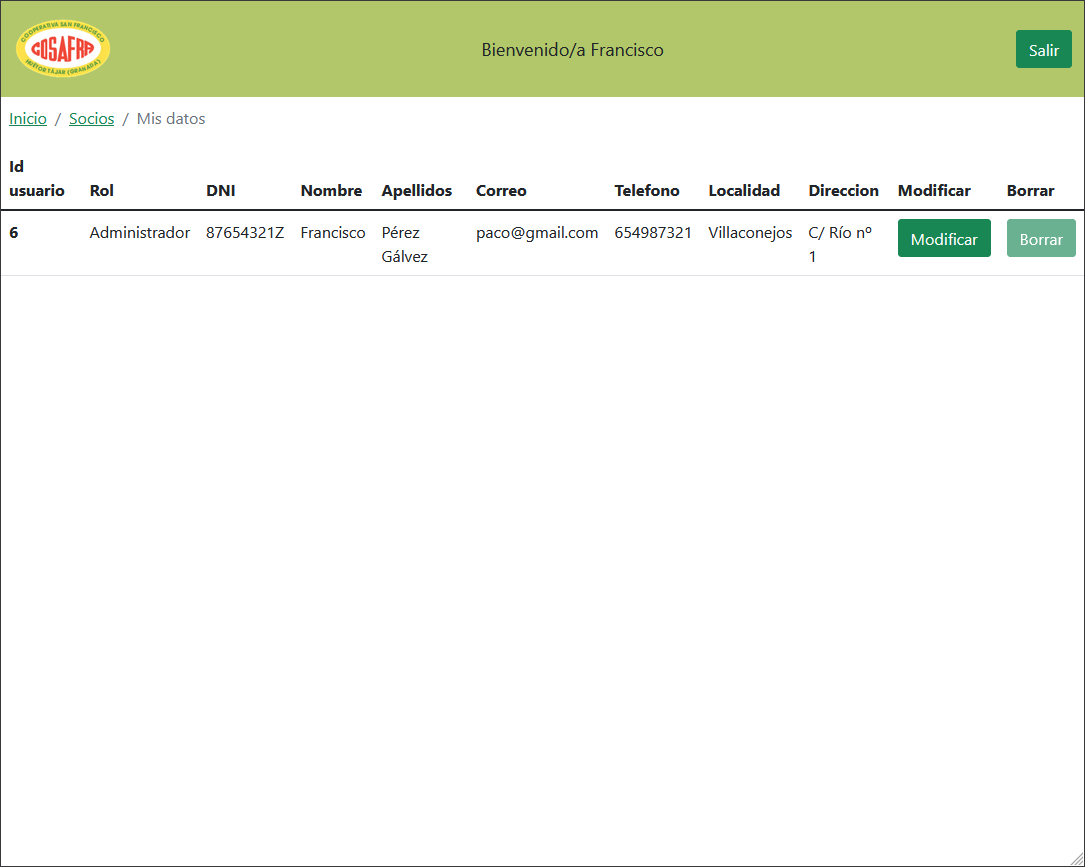 COOPERATIVA SAN FRANCISCO
COSAFRA
HUETOR TAJAR (GRANADA)
Bienvenido/a Francisco
Salir
Inicio / Socios / Mis datos
Id
usuario Rol DNI Nombre Apellidos Correo Telefono Localidad Direccion Modificar Borrar
6 Administrador 87654321Z Francisco Pérez paco@gmail.com 654987321 Villaconejos C/ Río nº Modificar Borrar
Gálvez 1